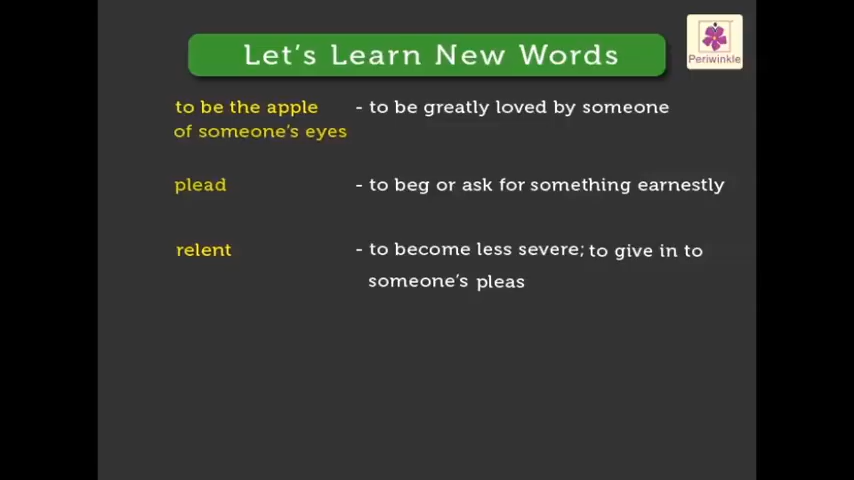 Let's Learn New Words
Periwinkle
to be the apple - to be greatly loved by someone
of someone's eyes
plead - to beg or ask for something earnestly
relent - to become less severe; to give in to
someone's pleas